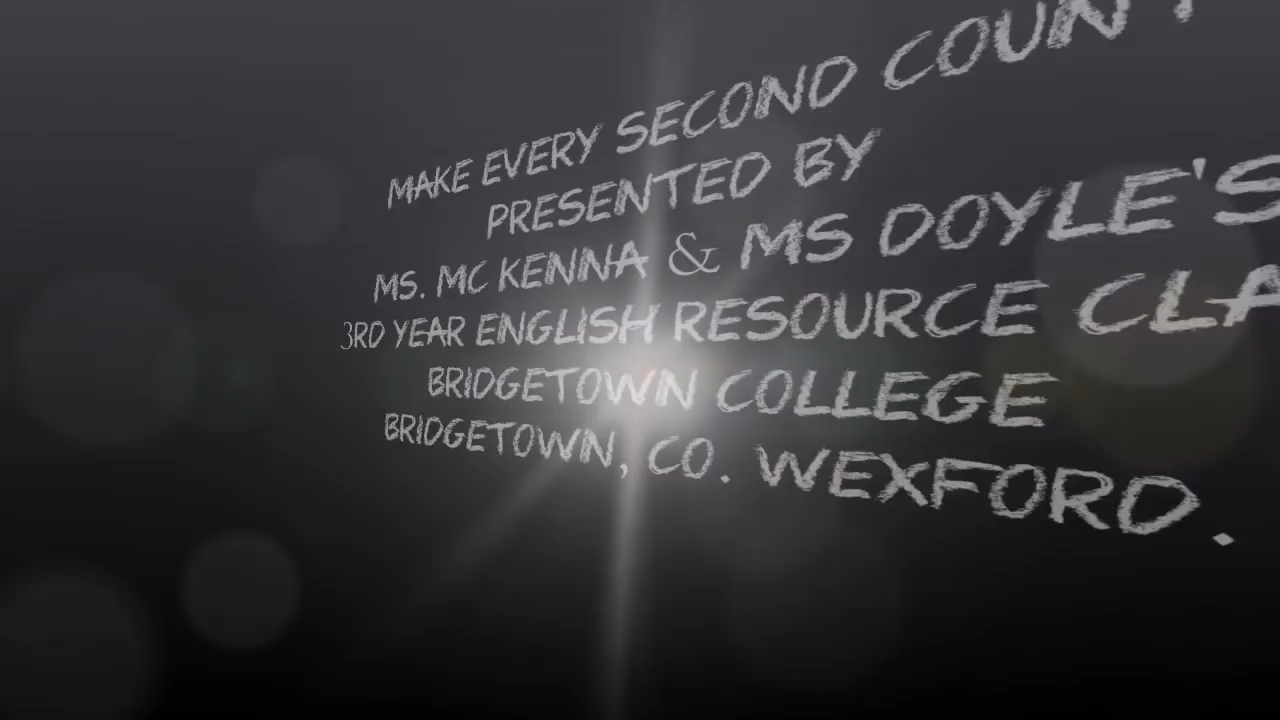 MAKE EVERY SECOND COUNT
PRESENTED BY
MS. MC KENNA & MS DOYLE'S
3RD YEAR ENGLISH RESOURCE CLA
BRIDGETOWN COLLEGE
BRIDGETOWN, CO. WEXFORD.